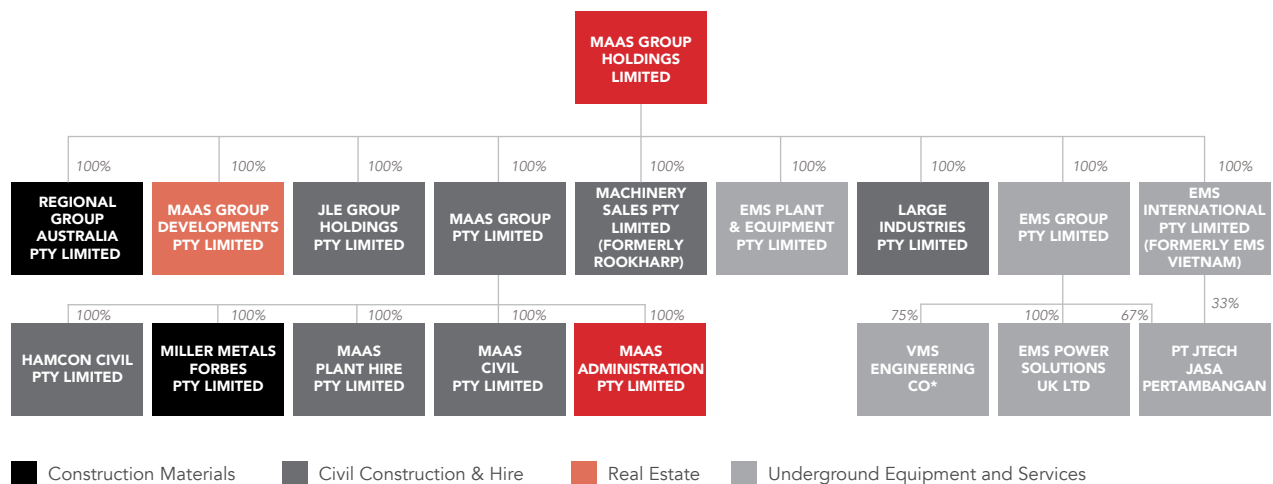 MAAS GROUP
HOLDINGS
LIMITED
100%
100%
100%
100%
100%
100%
100%
100%
100%
REGIONAL
GROUP
AUSTRALIA
PTY LIMITED
MAAS GROUP
DEVELOPMENTS
PTY LIMITED
JLE GROUP
HOLDINGS
PTY LIMITED
MAAS GROUP
PTY LIMITED
MACHINERY
SALES PTY
LIMITED
(FORMERLY
ROOKHARP)
EMS PLANT
& EQUIPMENT
PTY LIMITED
LARGE
INDUSTRIES
PTY LIMITED
EMS GROUP
PTY LIMITED
EMS
INTERNATIONAL
PTY LIMITED
(FORMERLY EMS
VIETNAM)
100%
100%
100%
100%
100%
75%
100%
67%
33%
HAMCON CIVIL
PTY LIMITED
MILLER METALS
FORBES
PTY LIMITED
MAAS
PLANT HIRE
PTY LIMITED
MAAS
CIVIL
PTY LIMITED
MAAS
ADMINISTRATION
PTY LIMITED
VMS
ENGINEERING
CO*
EMS POWER
SOLUTIONS
UK LTD
PT JTECH
JASA
PERTAMBANGAN
Construction Materials
Civil Construction & Hire
Real Estate
Underground Equipment and Services